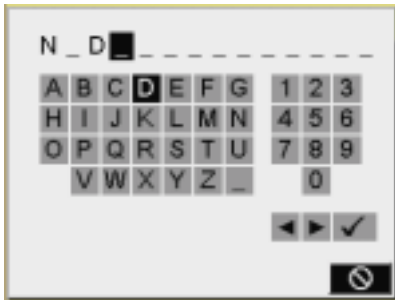 N _ D _ _ _ _ _ _ _ _ _ _ _
A B C D E F G 1 2 3
H I J K L M N 4 5 6
O P Q R S T U 7 8 9
V W X Y Z _ 0